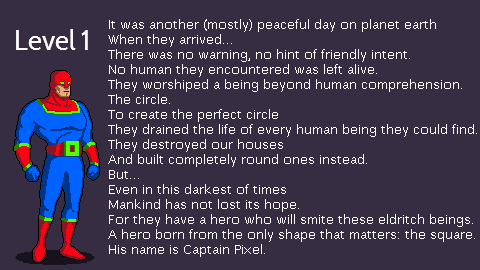 Level 1
It was another (mostly) peaceful day on planet earth
When they arrived...
There was no warning, no hint of friendly intent.
No human they encountered was left alive.
They worshiped a being beyond human comprehension.
The circle.
To create the perfect circle
They drained the life of every human being they could find.
They destroyed our houses
And built completely round ones instead.
But...
Even in this darkest of times
Mankind has not lost its hope.
For they have a hero who will smite these eldritch beings.
A hero born from the only shape that matters: the square.
His name is Captain Pixel.